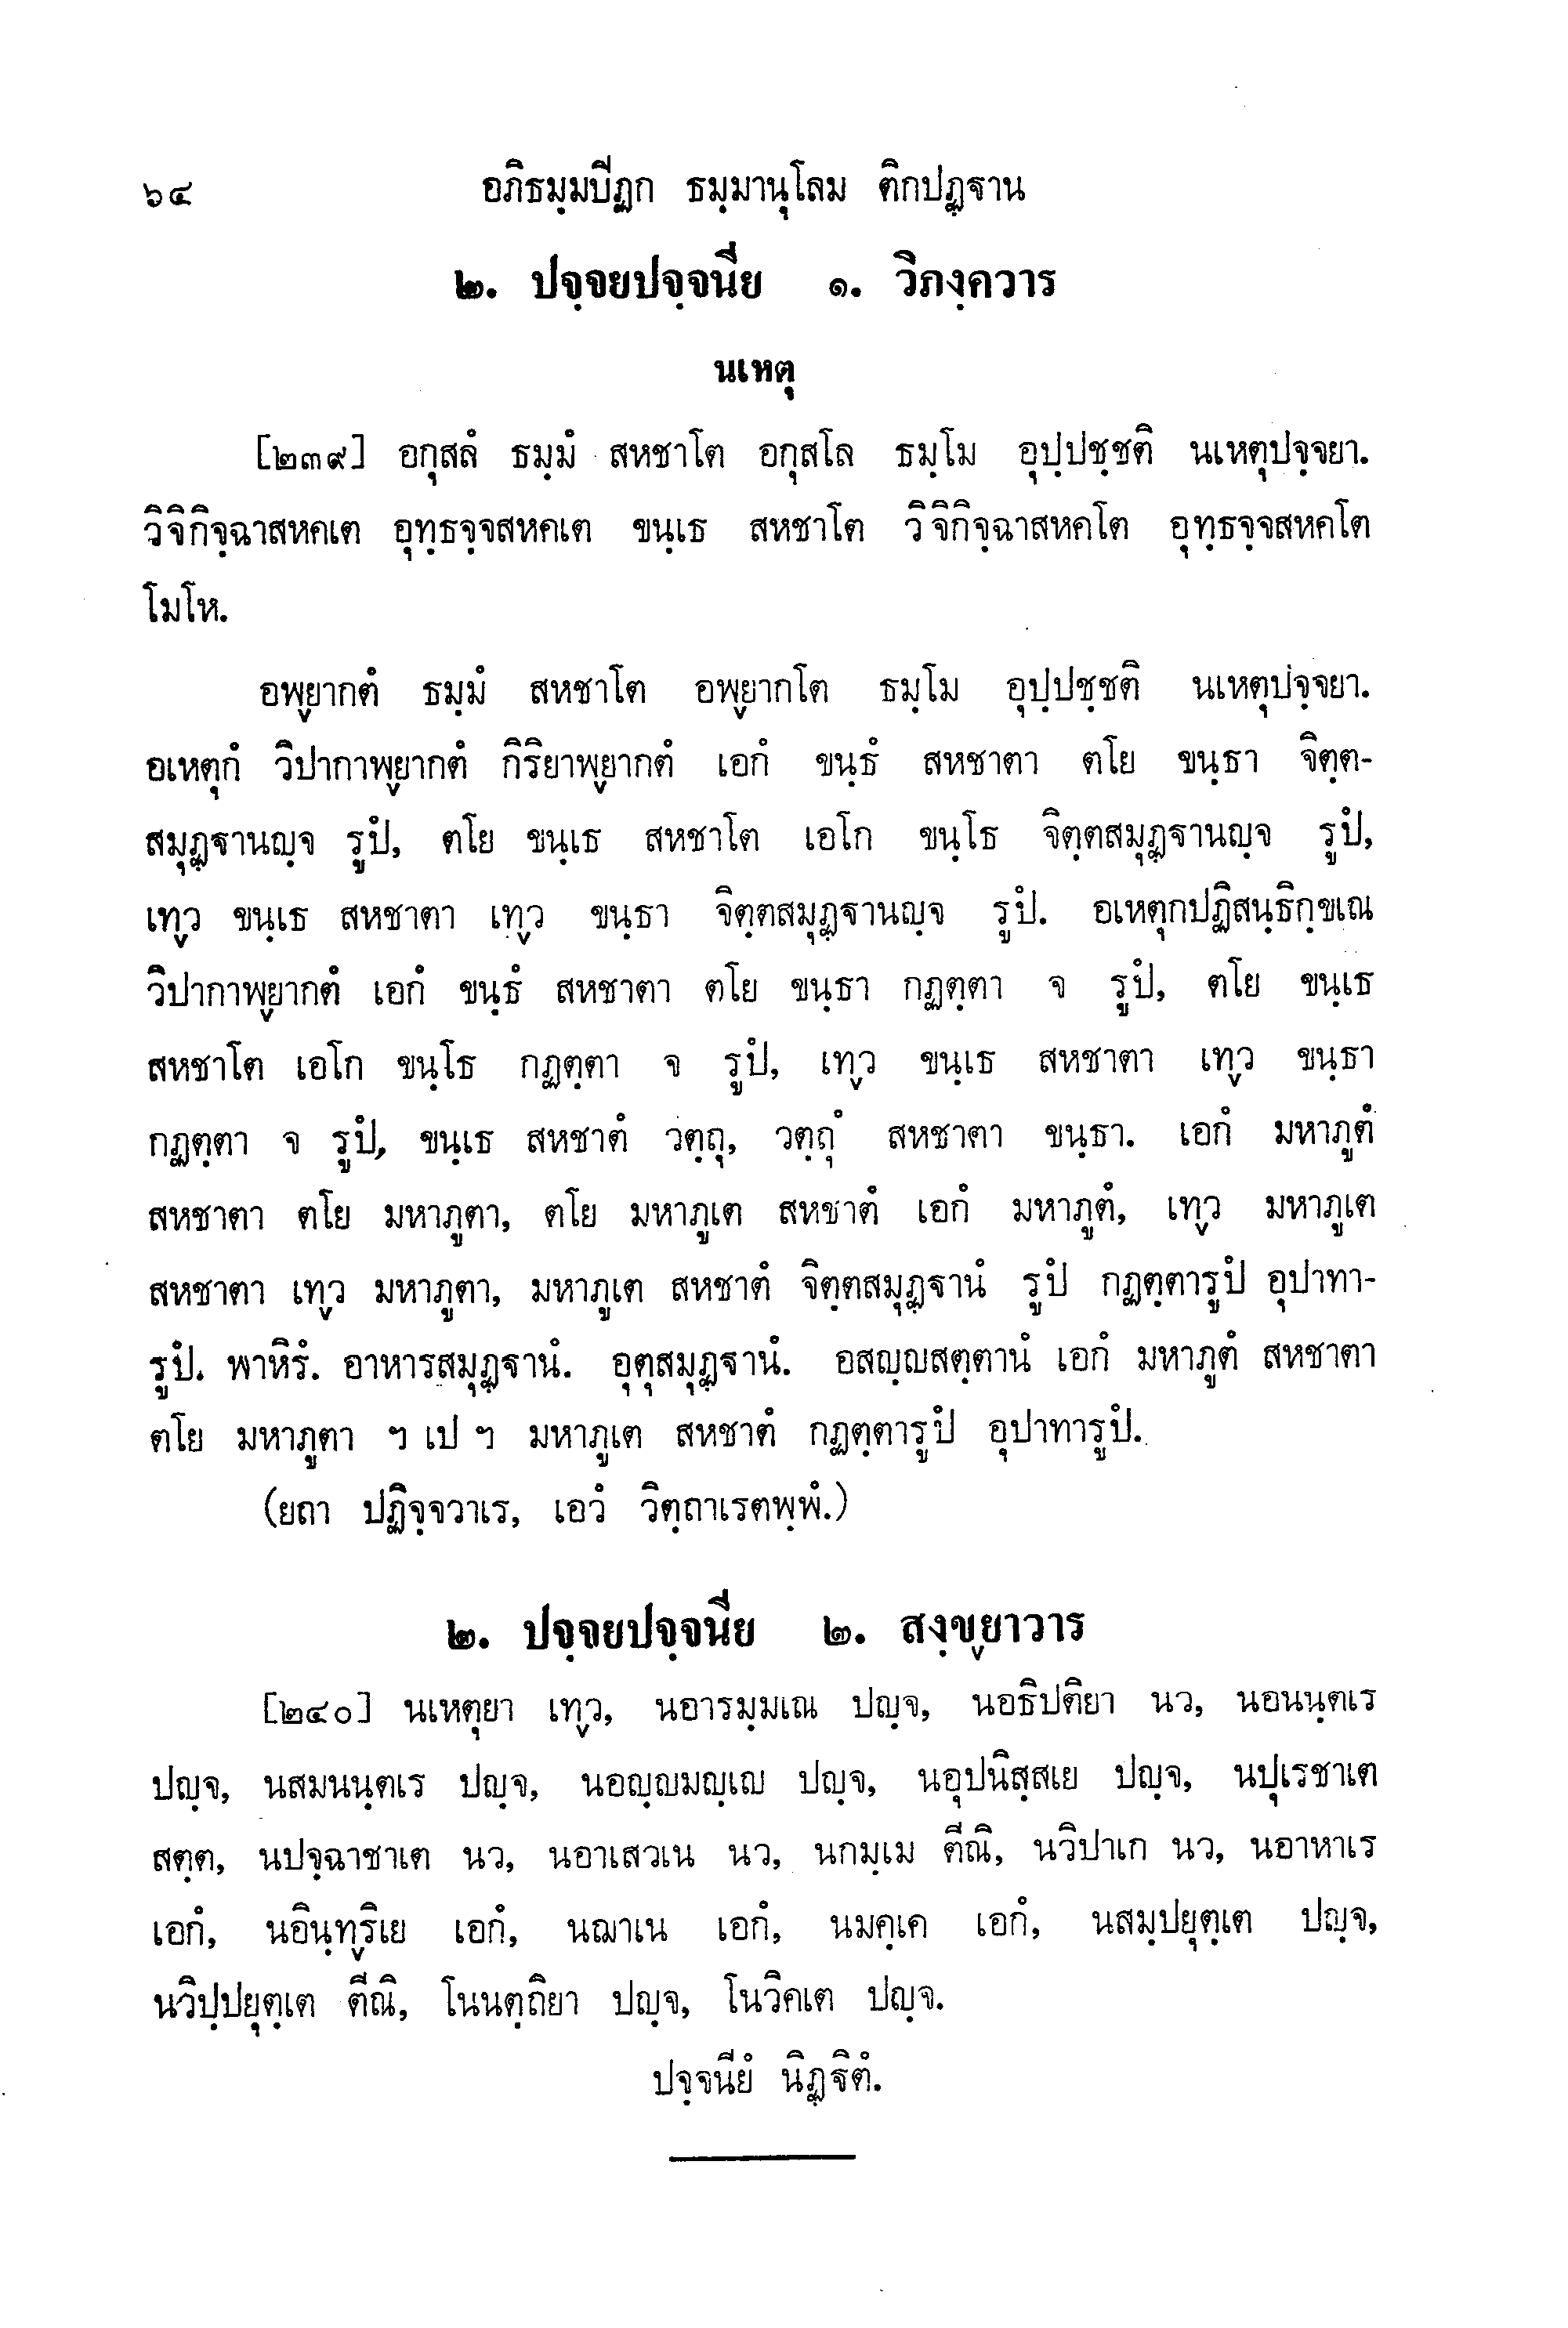 ๖๔ อภิธมฺมปีฏก ธมฺมานุโลม ติกปฏฺฐาน
๒. ปจฺจยปจฺจนีย ๑. วิภงฺควาร
นเหตุ
[๒๓๙] อกุสลํ ธมฺมํ สหชาโต อกุสโล ธมฺโม อุปฺปชฺชติ นเหตุปจฺจยา.
วิจิกิจฺฉาสหคเต อุทฺธจฺจสหคเต ขนฺเธ สหชาโต วิจิกิจฺฉาสหคโต อุทฺธจฺจสหคโต
โมโห.
อพฺยากตํ ธมฺมํ สหชาโต อพฺยากโต ธมฺโม อุปฺปชฺชติ นเหตุปจฺจยา.
อเหตุกํ วิปากาพฺยากตํ กิริยาพฺยากตํ เอกํ ขนฺธํ สหชาตา ตโย ขนฺธา จิตฺต-
สมุฏฺฐานญฺจ รูปํ, ตโย ขนฺเธ สหชาโต เอโก ขนฺโธ จิตฺตสมุฏฺฐานญฺจ รูปํ,
เทฺว ขนฺเธ สหชาตา เทฺว ขนฺธา จิตฺตสมุฏฺฐานญฺจ รูปํ. อเหตุกปฏิสนฺธิกฺขเณ
วิปากาพฺยากตํ เอกํ ขนฺธํ สหชาตา ตโย ขนฺธา กฏตฺตา จ รูปํ, ตโย ขนฺเธ
สหชาโต เอโก ขนฺโธ กฏตฺตา จ รูปํ, เทฺว ขนฺเธ สหชาตา เทฺว ขนฺธา
กฏตฺตา จ รูปํ, ขนฺเธ สหชาตํ วตฺถุ, วตฺถุํ สหชาตา ขนฺธา. เอกํ มหาภูตํ
สหชาตา ตโย มหาภูตา, ตโย มหาภูเต สหชาตํ เอกํ มหาภูตํ, เทฺว มหาภูเต
สหชาตา เทฺว มหาภูตา, มหาภูเต สหชาตํ จิตฺตสมุฏฺฐานํ รูปํ กฏตฺตารูปํ อุปาทา-
รูปํ. พาหิรํ. อาหารสมุฏฺฐานํ. อุตุสมุฏฺฐานํ. อสญฺญสตฺตานํ เอกํ มหาภูตํ สหชาตา
ตโย มหาภูตา ฯ เป ฯ มหาภูเต สหชาตํ กฏตฺตารูปํ อุปาทารูปํ.
(ยถา ปฏิจฺจวาเร, เอวํ วิตฺถาเรตพฺพํ.)
๒. ปจฺจยปจฺจนีย ๒. สงฺขฺยาวาร
[๒๔๐] นเหตุยา เทฺว, นอารมฺมเณ ปญฺจ, นอธิปติยา นว, นอนนฺตเร
ปญฺจ, นสมนนฺตเร ปญฺจ, นอญฺญมญฺเญ ปญฺจ, นอุปนิสฺสเย ปญฺจ, นปุเรชาเต
สตฺต, นปจฺฉาชาเต นว, นอาเสวเน นว, นกมฺเม ตีณิ, นวิปาเก นว, นอาหาเร
เอกํ, นอินฺทฺริเย เอกํ, นฌาเน เอกํ, นมคฺเค เอกํ, นสมฺปยุตฺเต ปญฺจ,
นวิปฺปยุตฺเต ตีณิ, โนนตฺถิยา ปญฺจ, โนวิคเต ปญฺจ.
ปจฺจนียํ นิฏฺฐิตํ.